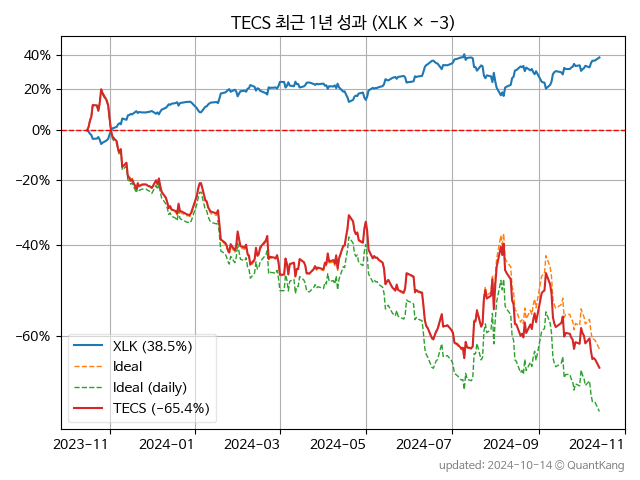 TECS 최근 1년 성과 (XLK × −3)
40%
20%
0%
−20%
−40%
−60%
XLK (38.5%)
Ideal
Ideal (daily)
TECS (−65.4%)
2023−11 2024−01 2024−03 2024−05 2024−07 2024−09 2024−11
updated: 2024-10-14 © QuantKang